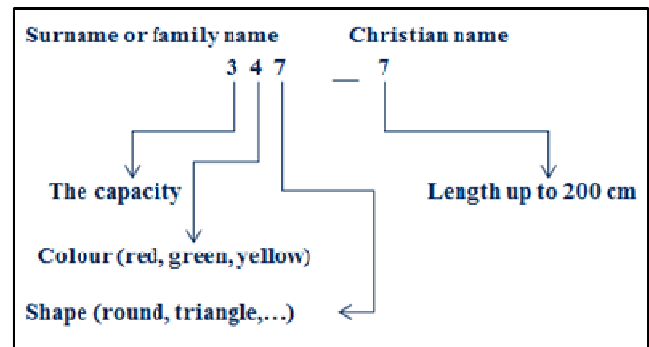 Surname or family name Christian name
3 4 7 _ 7
The capacity Length up to 200 cm
Colour (red, green, yellow)
Shape (round, triangle,...)